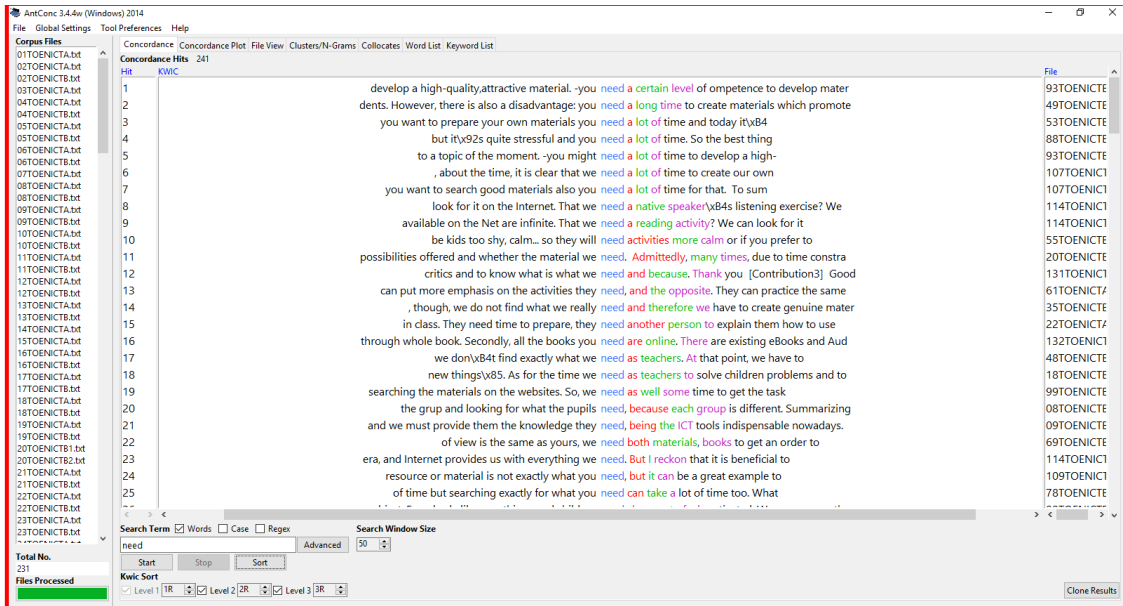 AntConc 3.4.4w (Windows) 2014
File Global Settings Tool Preferences Help
Corpus Files
01TOENICTA.txt
02TOENICTA.txt
02TOENICTB.txt
03TOENICTA.txt
04TOENICTA.txt
04TOENICTB.txt
05TOENICTA.txt
05TOENICTB.txt
06TOENICTA.txt
06TOENICTB.txt
07TOENICTA.txt
08TOENICTA.txt
08TOENICTB.txt
09TOENICTA.txt
09TOENICTB.txt
10TOENICTA.txt
10TOENICTB.txt
11TOENICTA.txt
11TOENICTB.txt
12TOENICTA.txt
12TOENICTB.txt
13TOENICTA.txt
13TOENICTB.txt
14TOENICTA.txt
15TOENICTA.txt
16TOENICTA.txt
16TOENICTB.txt
17TOENICTA.txt
17TOENICTB.txt
18TOENICTA.txt
18TOENICTB.txt
19TOENICTA.txt
19TOENICTB.txt
20TOENICTB1.txt
20TOENICTB2.txt
21TOENICTA.txt
21TOENICTB.txt
22TOENICTA.txt
22TOENICTB.txt
23TOENICTA.txt
23TOENICTB.txt
Total No.
231
Files Processed
Concordance Concordance Plot File View Clusters/N-Grams Collocates Word List Keyword List
Concordance Hits 241
Hit KWIC File
1 develop a high-quality,attractive material. -you need a certain level of ompetence to develop mater 93TOENICTE
2 dents. However, there is also a disadvantage: you need a long time to create materials which promote 49TOENICTE
3 you want to prepare your own materials you need a lot of time and today it\xB4 53TOENICTE
4 but it\x92s quite stressful and you need a lot of time. So the best thing 88TOENICTE
5 to a topic of the moment. -you might need a lot of time to develop a high- 93TOENICTE
6 , about the time, it is clear that we need a lot of time to create our own 107TOENICT
7 you want to search good materials also you need a lot of time for that. To sum 107TOENICT
8 look for it on the Internet. That we need a native speaker\xB4s listening exercise? We 114TOENICT
9 available on the Net are infinite. That we need a reading activity? We can look for it 114TOENICT
10 be kids too shy, calm... so they will need activities more calm or if you prefer to 55TOENICTE
11 possibilities offered and whether the material we need. Admittedly, many times, due to time constra 20TOENICTE
12 critics and to know what is what we need and because. Thank you [Contribution3] Good 131TOENICT
13 can put more emphasis on the activities they need, and the opposite. They can practice the same 61TOENICTA
14 , though, we do not find what we really need and therefore we have to create genuine mater 35TOENICTE
15 in class. They need time to prepare, they need another person to explain them how to use 22TOENICTA
16 through whole book. Secondly, all the books you need are online. There are existing eBooks and Aud 132TOENICT
17 we don\xB4t find exactly what we need as teachers. At that point, we have to 48TOENICTE
18 new things\x85. As for the time we need as teachers to solve children problems and to 18TOENICTE
19 searching the materials on the websites. So, we need as well some time to get the task 99TOENICTE
20 the grup and looking for what the pupils need, because each group is different. Summarizing 08TOENICTE
21 and we must provide them the knowledge they need, being the ICT tools indispensable nowadays. 09TOENICTE
22 of view is the same as yours, we need both materials, books to get an order to 69TOENICTE
23 era, and Internet provides us with everything we need. But I reckon that it is beneficial to 114TOENICT
24 resource or material is not exactly what you need, but it can be a great example to 109TOENICT
25 of time but searching exactly for what you need can take a lot of time too. What 78TOENICTE
Search Term Words Case Regex Search Window Size
need Advanced 50
Start Stop Sort
Kwic Sort
Level 1 1R Level 2 2R Level 3 3R Clone Results